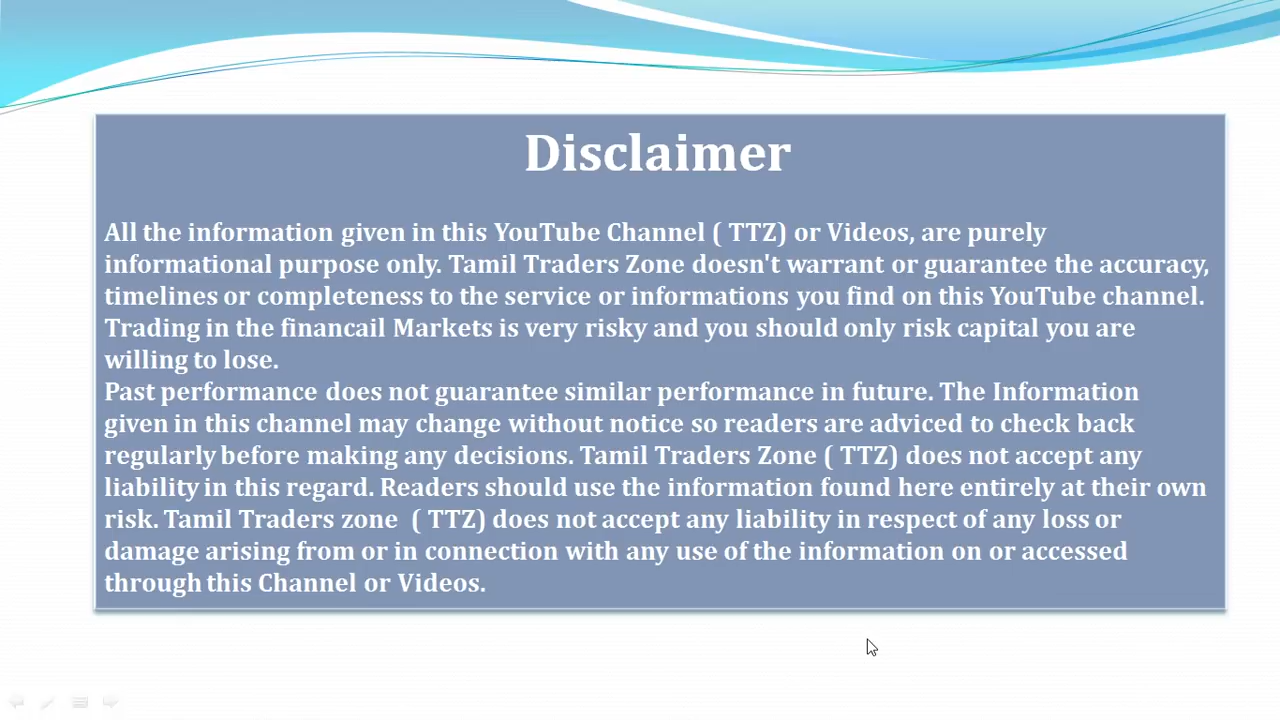 Disclaimer
All the information given in this YouTube Channel ( TTZ) or Videos, are purely
informational purpose only. Tamil Traders Zone doesn't warrant or guarantee the accuracy,
timelines or completeness to the service or informations you find on this YouTube channel.
Trading in the financail Markets is very risky and you should only risk capital you are
willing to lose.
Past performance does not guarantee similar performance in future. The Information
given in this channel may change without notice so readers are adviced to check back
regularly before making any decisions. Tamil Traders Zone ( TTZ) does not accept any
liability in this regard. Readers should use the information found here entirely at their own
risk. Tamil Traders zone  ( TTZ) does not accept any liability in respect of any loss or
damage arising from or in connection with any use of the information on or accessed
through this Channel or Videos.